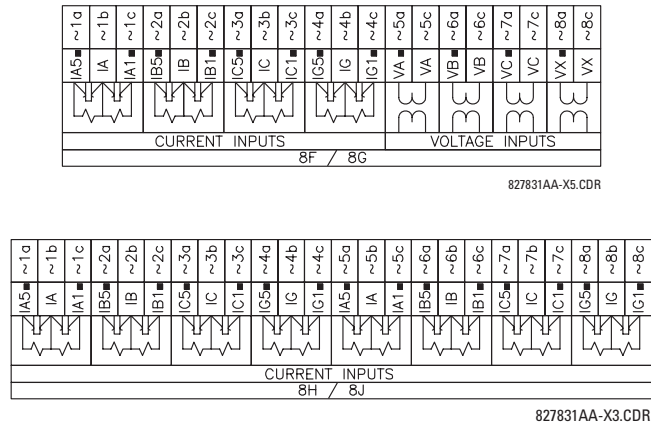 ~1a ~1b ~1c ~2a ~2b ~2c ~3a ~3b ~3c ~4a ~4b ~4c ~5a ~5c ~6a ~6c ~7a ~7c ~8a ~8c
IA5 IA IA1 IB5 IB IB1 IC5 IC IC1 IG5 IG IG1 VA VA VB VB VC VC VX VX
CURRENT INPUTS VOLTAGE INPUTS
8F / 8G
827831AA-X5.CDR
~1a ~1b ~1c ~2a ~2b ~2c ~3a ~3b ~3c ~4a ~4b ~4c ~5a ~5b ~5c ~6a ~6b ~6c ~7a ~7b ~7c ~8a ~8b ~8c
IA5 IA IA1 IB5 IB IB1 IC5 IC IC1 IG5 IG IG1 IA5 IA IA1 IB5 IB IB1 IC5 IC IC1 IG5 IG IG1
CURRENT INPUTS
8H / 8J
827831AA-X3.CDR